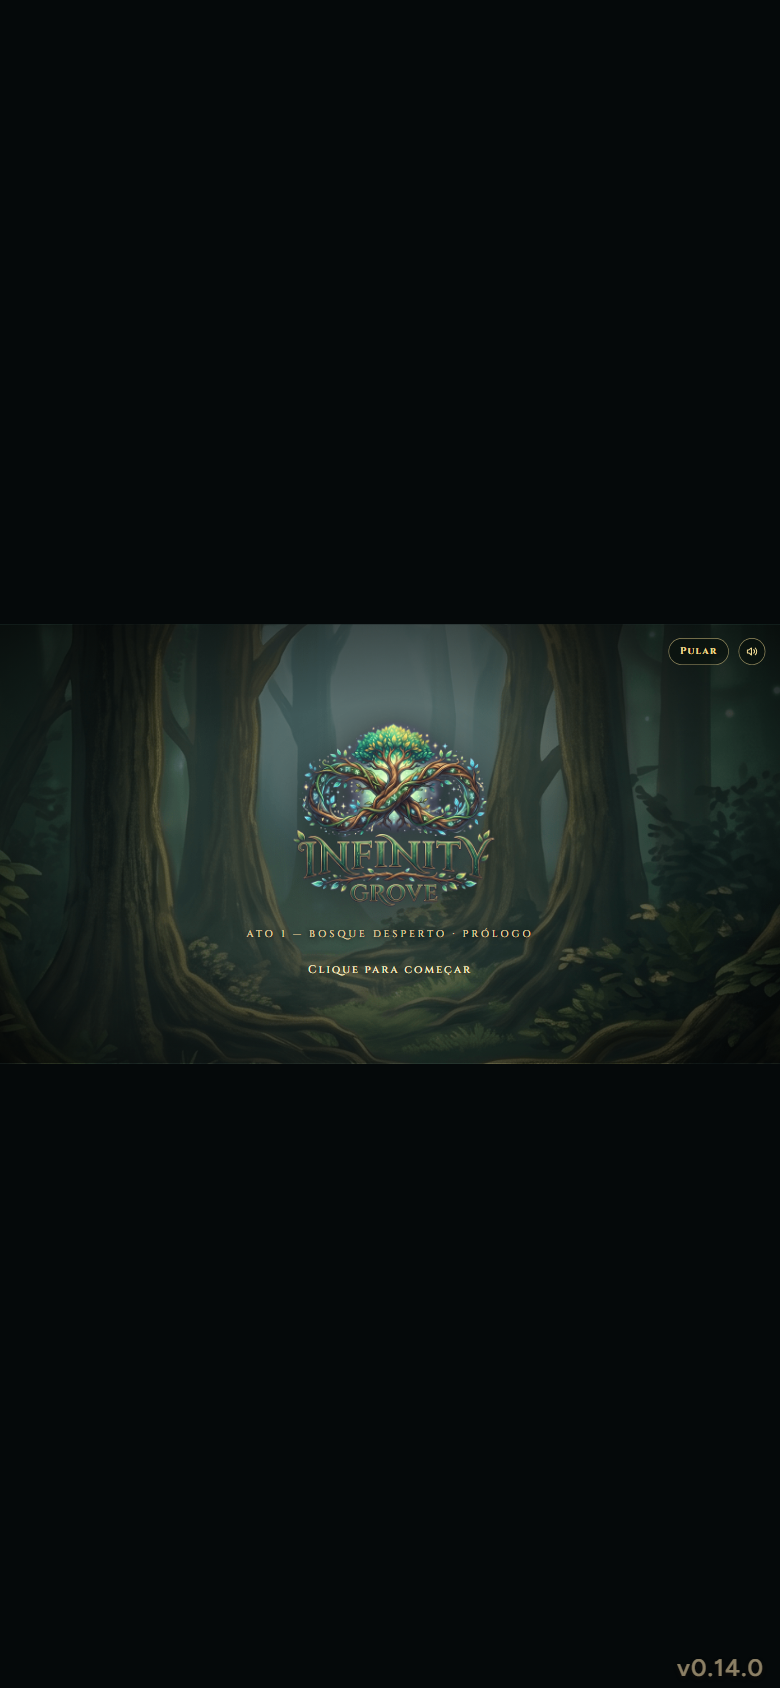 Pular
INFINITY
GROVE
ATO 1 — BOSQUE DESPERTO · PRÓLOGO
Clique para começar
v0.14.0